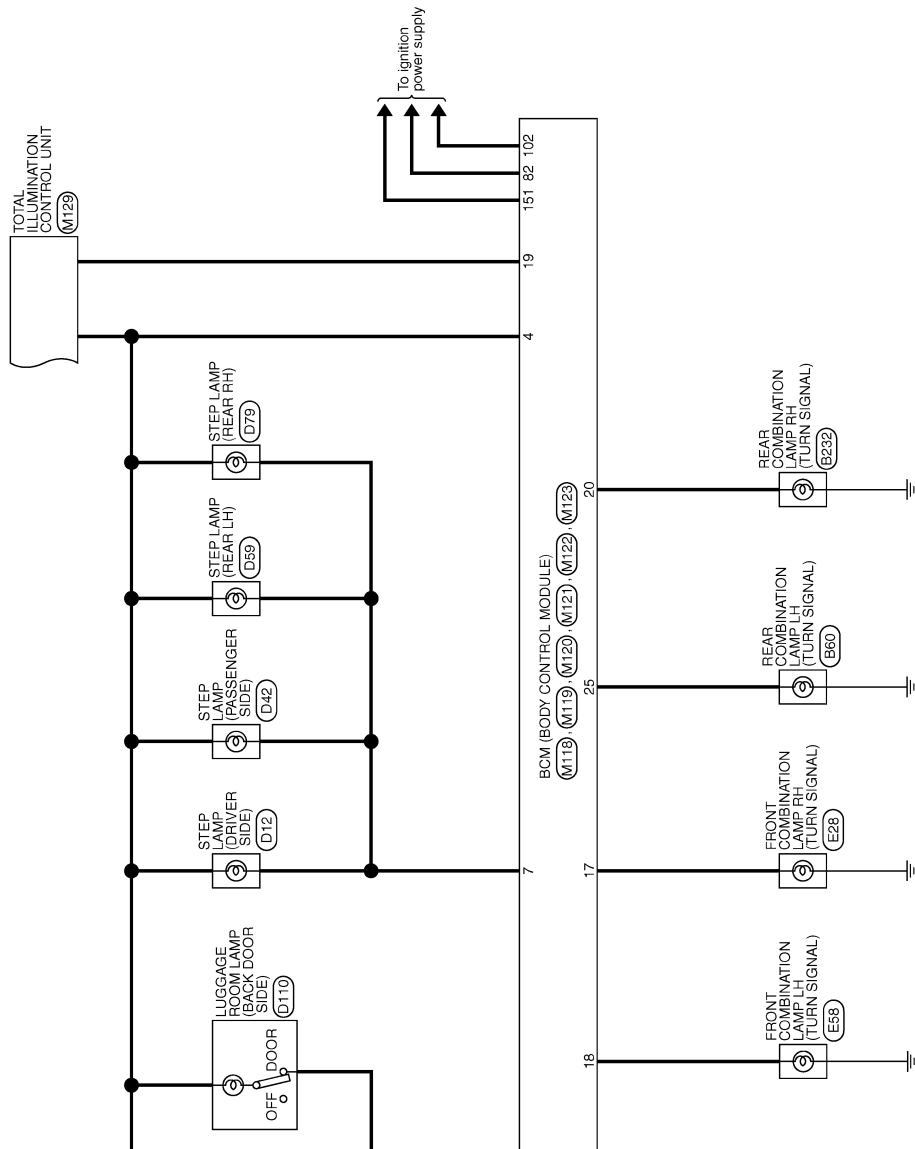 TOTAL
ILLUMINATION
CONTROL UNIT
M129
To ignition
power supply
151
82
102
19
4
STEP LAMP
(REAR RH)
D79
STEP LAMP
(REAR LH)
D59
STEP
LAMP
(PASSENGER
SIDE)
D42
STEP
LAMP
(DRIVER
SIDE)
D12
LUGGAGE
ROOM LAMP
(BACK DOOR
SIDE)
D110
OFF
DOOR
7
BCM (BODY CONTROL MODULE)
M118 , M119 , M120 , M121 , M122 , M123
18
17
25
20
FRONT
COMBINATION
LAMP LH
(TURN SIGNAL)
E58
FRONT
COMBINATION
LAMP RH
(TURN SIGNAL)
E28
REAR
COMBINATION
LAMP LH
(TURN SIGNAL)
B60
REAR
COMBINATION
LAMP RH
(TURN SIGNAL)
B232